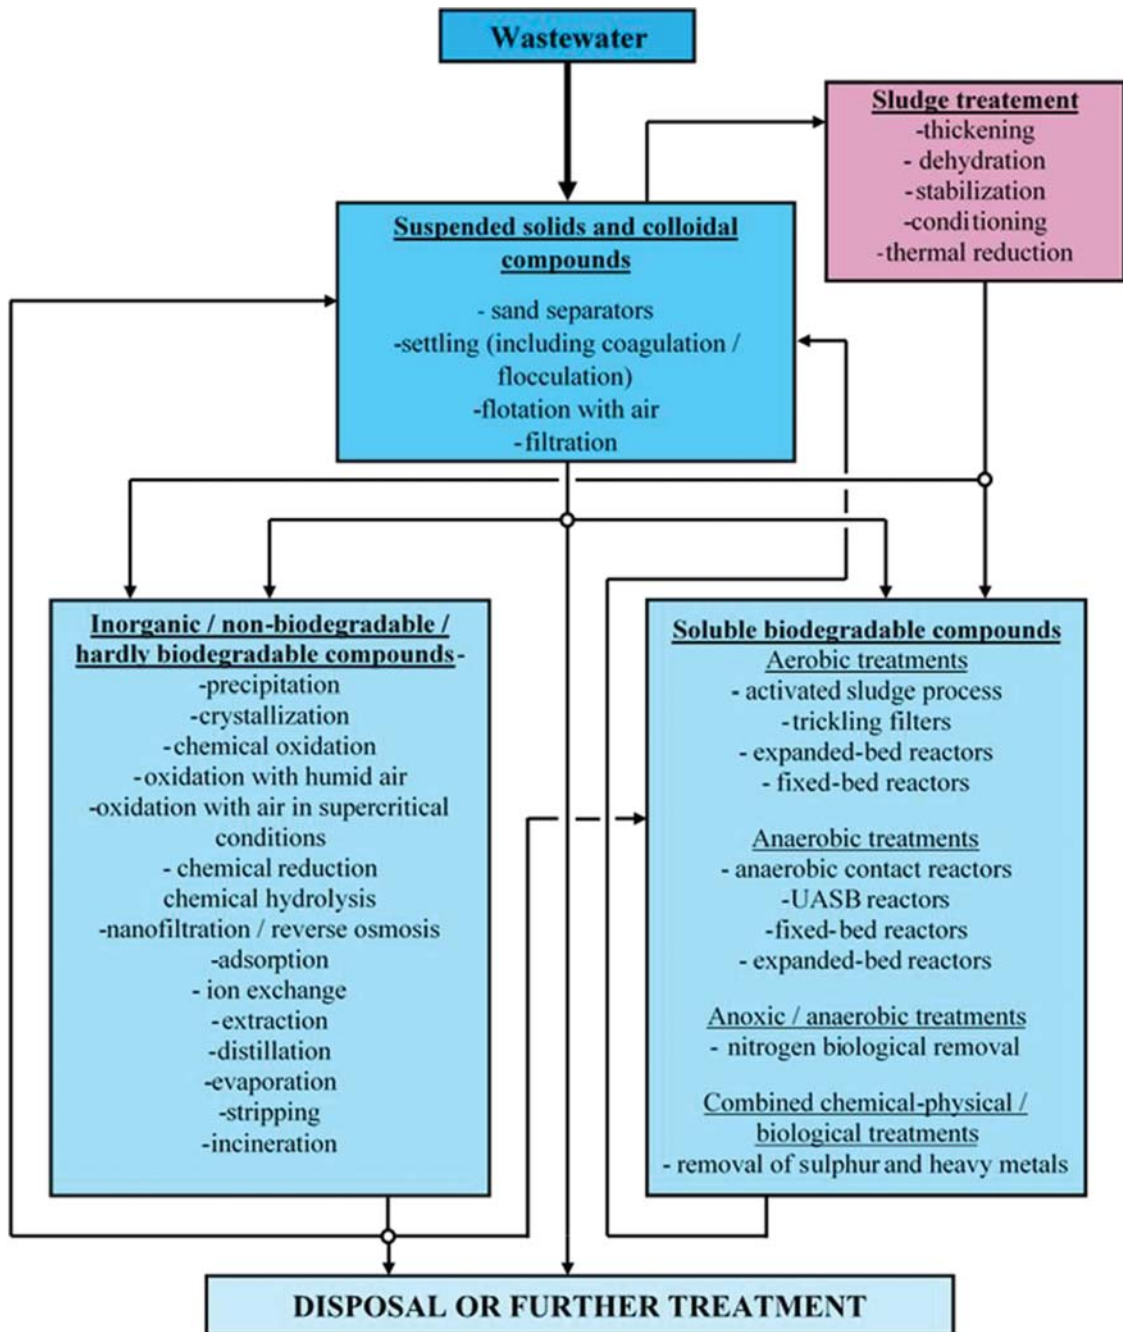 Wastewater
Sludge treatement
-thickening
- dehydration
-stabilization
-conditioning
-thermal reduction
Suspended solids and colloidal
compounds
- sand separators
-settling (including coagulation /
flocculation)
-flotation with air
-filtration
Inorganic / non-biodegradable /
hardly biodegradable compounds-
-precipitation
-crystallization
-chemical oxidation
-oxidation with humid air
-oxidation with air in supercritical
conditions
- chemical reduction
chemical hydrolysis
-nanofiltration / reverse osmosis
-adsorption
- ion exchange
-extraction
-distillation
-evaporation
-stripping
-incineration
Soluble biodegradable compounds
Aerobic treatments
- activated sludge process
-trickling filters
- expanded-bed reactors
- fixed-bed reactors
Anaerobic treatments
- anaerobic contact reactors
-UASB reactors
-fixed-bed reactors
- expanded-bed reactors
Anoxic / anaerobic treatments
- nitrogen biological removal
Combined chemical-physical /
biological treatments
- removal of sulphur and heavy metals
DISPOSAL OR FURTHER TREATMENT